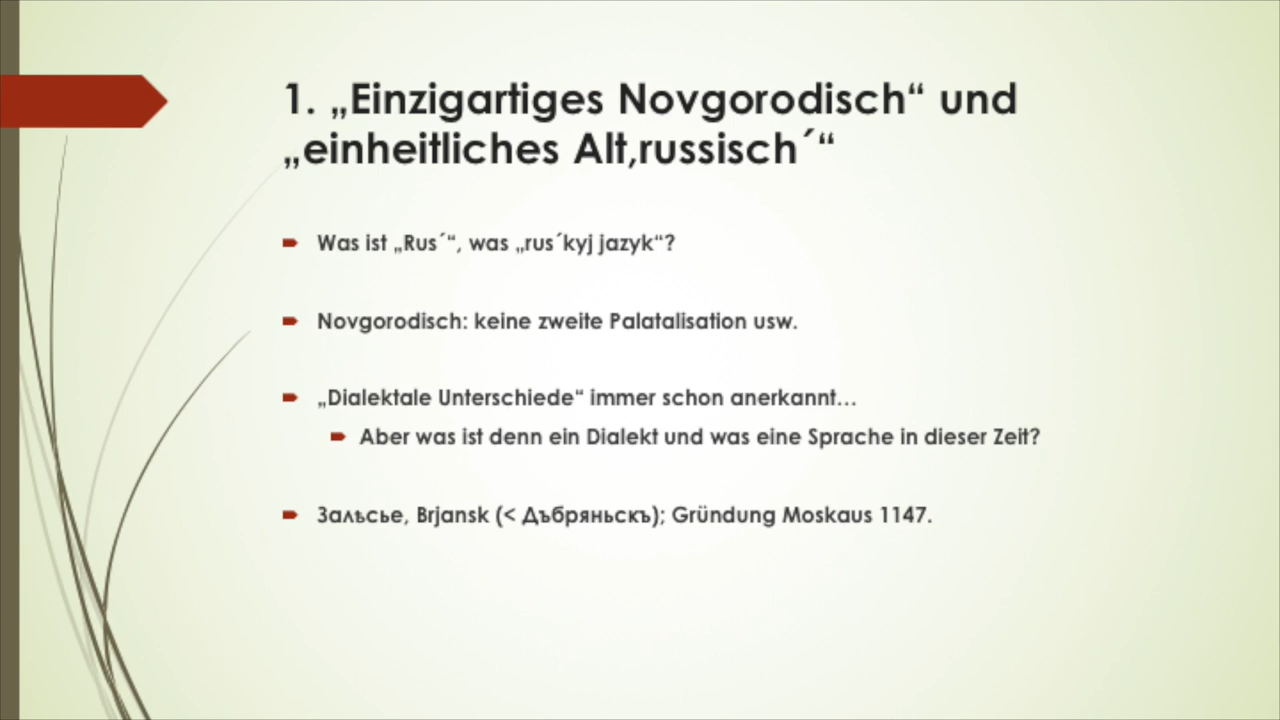 1. „Einzigartiges Novgorodisch“ und
„einheitliches Alt‚russisch´“
Was ist „Rus´“, was „rus´kyj jazyk“?
Novgorodisch: keine zweite Palatalisation usw.
„Dialektale Unterschiede“ immer schon anerkannt…
Aber was ist denn ein Dialekt und was eine Sprache in dieser Zeit?
Залѣсье, Brjansk (< Дъбряньскъ); Gründung Moskaus 1147.